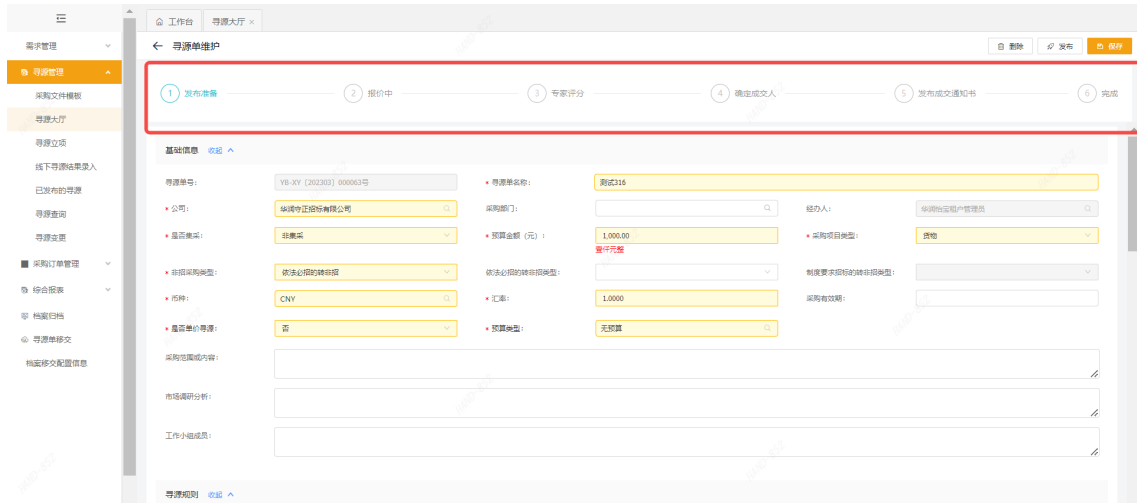 工作台 寻源大厅 ×
需求管理
寻源管理
采购文件模板
寻源大厅
寻源立项
线下寻源结果录入
已发布的寻源
寻源查询
寻源变更
采购订单管理
综合报表
档案归档
寻源单移交
档案移交配置信息
← 寻源单维护 删除 发布 保存
1 发布准备 2 报价中 3 专家评分 4 确定成交人 5 发布成交通知书 6 完成
基础信息 收起
寻源单号: YB-XY [202303] 000063号 * 寻源单名称: 测试316
* 公司: 华润守正招标有限公司 采购部门: 经办人: 华润怡宝租户管理员
* 是否集采: 非集采 * 预算金额（元）: 1,000.00 * 采购项目类型: 货物
壹仟元整
* 非招采购类型: 依法必招的转非招 依法必招的转非招类型: 制度要求招标的转非招类型:
* 币种: CNY * 汇率: 1.0000 采购有效期:
* 是否单价寻源: 否 * 预算类型: 无预算
采购范围或内容:
市场调研分析:
工作小组成员:
寻源规则 收起